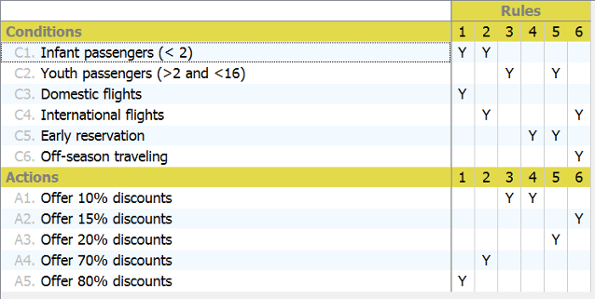 Rules
Conditions 1 2 3 4 5 6
C1. Infant passengers (< 2) Y Y
C2. Youth passengers (>2 and <16) Y Y
C3. Domestic flights Y
C4. International flights Y Y
C5. Early reservation Y Y
C6. Off-season traveling Y
Actions 1 2 3 4 5 6
A1. Offer 10% discounts Y Y
A2. Offer 15% discounts Y
A3. Offer 20% discounts Y
A4. Offer 70% discounts Y
A5. Offer 80% discounts Y